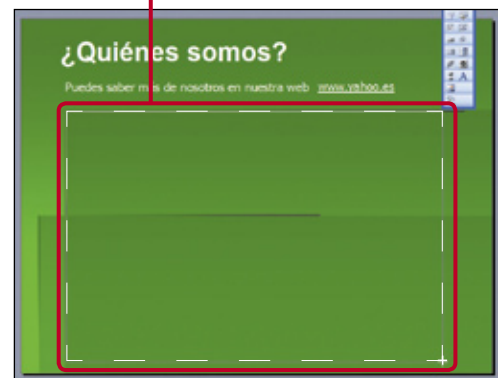 ¿Quiénes somos?
Puedes saber más de nosotros en nuestra web www.yahoo.es